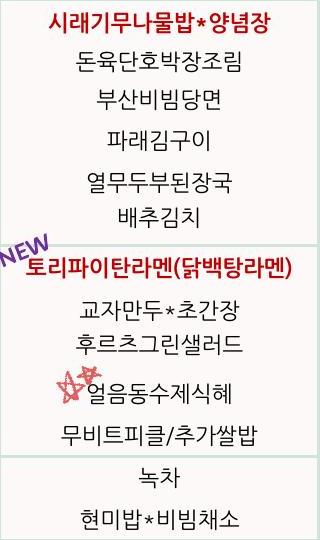 시래기무나물밥*양념장
돈육단호박장조림
부산비빔당면
파래김구이
열무두부된장국
배추김치
NEW
토리파이탄라멘(닭백탕라멘)
교자만두*초간장
후르츠그린샐러드
얼음동수제식혜
무비트피클/추가쌀밥
녹차
현미밥*비빔채소